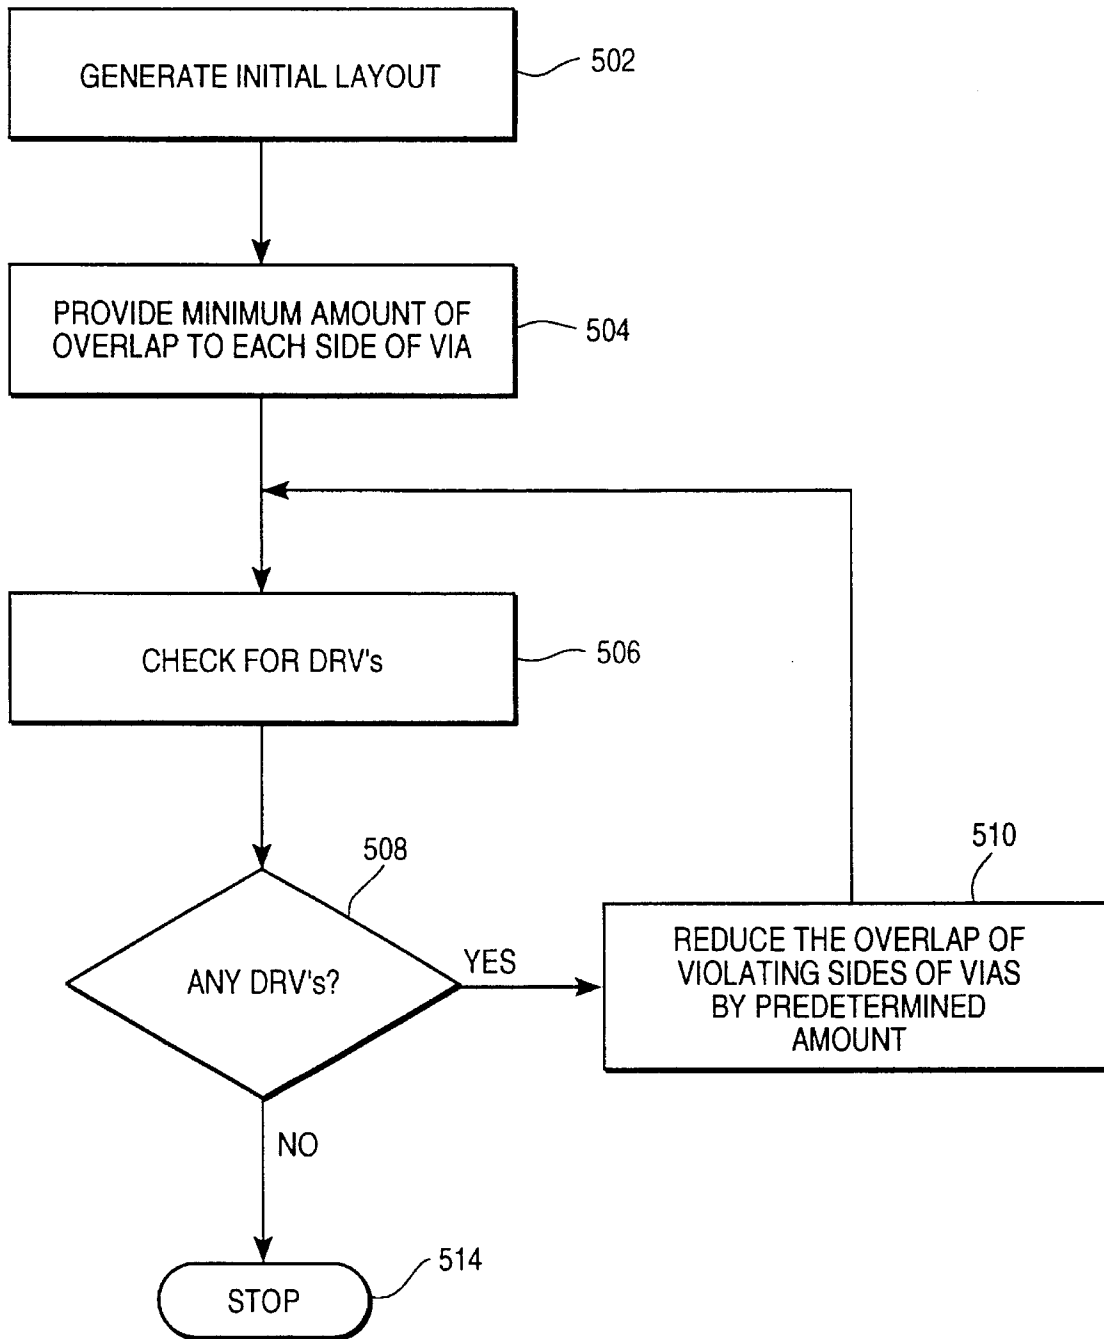 GENERATE INITIAL LAYOUT
502
PROVIDE MINIMUM AMOUNT OF
OVERLAP TO EACH SIDE OF VIA
504
CHECK FOR DRV's
506
508
ANY DRV's?
YES
510
REDUCE THE OVERLAP OF
VIOLATING SIDES OF VIAS
BY PREDETERMINED
AMOUNT
NO
STOP
514